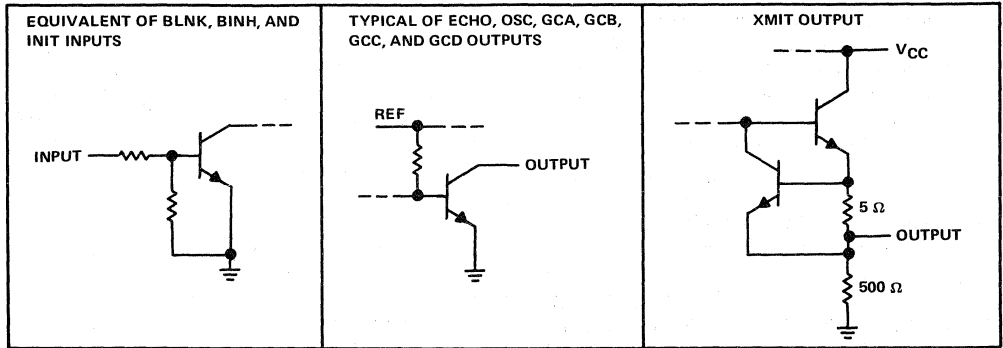 EQUIVALENT OF BLNK, BINH, AND
INIT INPUTS
INPUT
TYPICAL OF ECHO, OSC, GCA, GCB,
GCC, AND GCD OUTPUTS
REF
OUTPUT
XMIT OUTPUT
VCC
5 Ω
OUTPUT
500 Ω